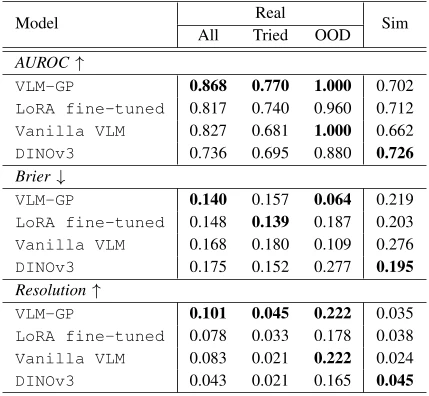 Model Real Sim
All Tried OOD
AUROC ↑
VLM-GP 0.868 0.770 1.000 0.702
LoRA fine-tuned 0.817 0.740 0.960 0.712
Vanilla VLM 0.827 0.681 1.000 0.662
DINOv3 0.736 0.695 0.880 0.726
Brier ↓
VLM-GP 0.140 0.157 0.064 0.219
LoRA fine-tuned 0.148 0.139 0.187 0.203
Vanilla VLM 0.168 0.180 0.109 0.276
DINOv3 0.175 0.152 0.277 0.195
Resolution ↑
VLM-GP 0.101 0.045 0.222 0.035
LoRA fine-tuned 0.078 0.033 0.178 0.038
Vanilla VLM 0.083 0.021 0.222 0.024
DINOv3 0.043 0.021 0.165 0.045